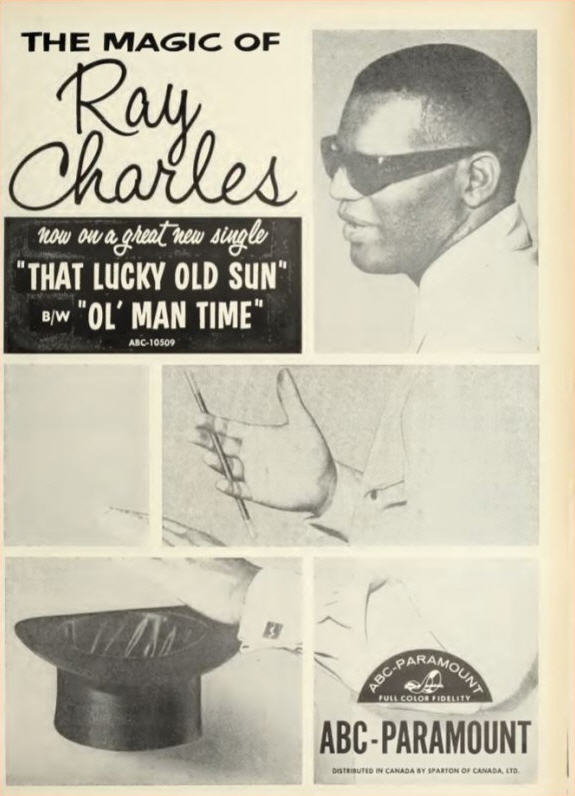 THE MAGIC OF
Ray
Charles
now on a great new single
"THAT LUCKY OLD SUN"
B/W "OL' MAN TIME"
ABC-10509
ABC-PARAMOUNT
FULL COLOR FIDELITY
ABC-PARAMOUNT
DISTRIBUTED IN CANADA BY SPARTON OF CANADA, LTD.